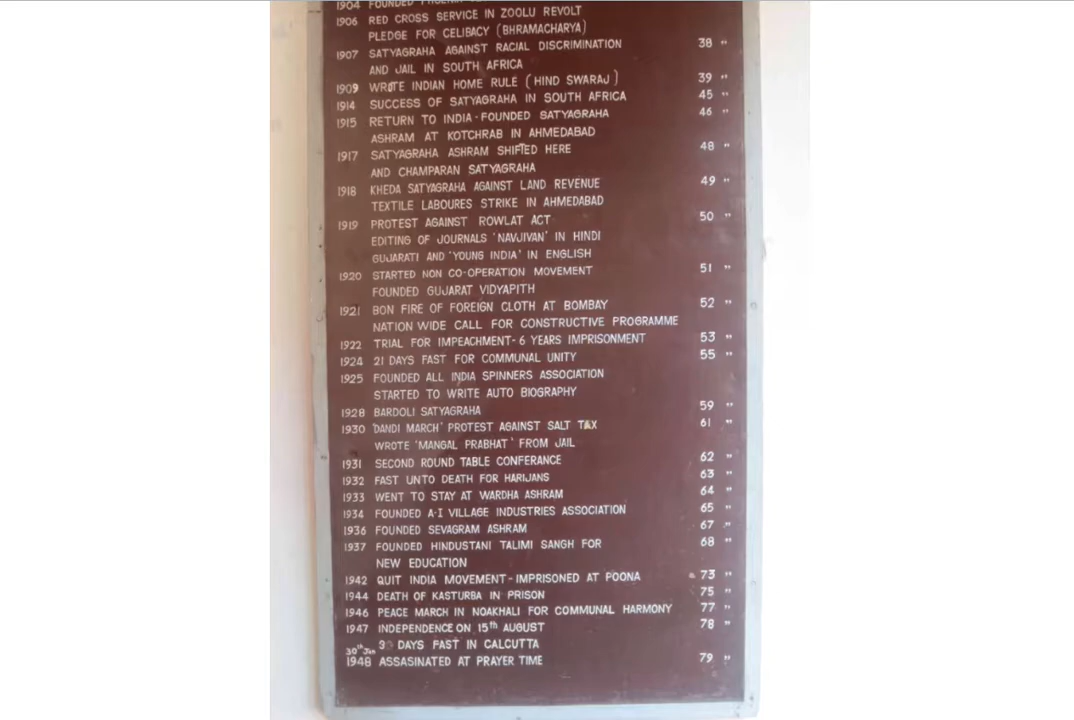 1904 FOUNDED PHOENIX
1906 RED CROSS SERVICE IN ZOOLU REVOLT
PLEDGE FOR CELIBACY (BHRAMACHARYA)
1907 SATYAGRAHA AGAINST RACIAL DISCRIMINATION 38 "
AND JAIL IN SOUTH AFRICA
1909 WROTE INDIAN HOME RULE (HIND SWARAJ) 39 "
1914 SUCCESS OF SATYAGRAHA IN SOUTH AFRICA 45 "
1915 RETURN TO INDIA-FOUNDED SATYAGRAHA 46 "
ASHRAM AT KOTCHRAB IN AHMEDABAD
1917 SATYAGRAHA ASHRAM SHIFTED HERE 48 "
AND CHAMPARAN SATYAGRAHA
1918 KHEDA SATYAGRAHA AGAINST LAND REVENUE 49 "
TEXTILE LABOURES STRIKE IN AHMEDABAD
1919 PROTEST AGAINST ROWLAT ACT 50 "
EDITING OF JOURNALS 'NAVJIVAN' IN HINDI
GUJARATI AND 'YOUNG INDIA' IN ENGLISH
1920 STARTED NON CO-OPERATION MOVEMENT 51 "
FOUNDED GUJARAT VIDYAPITH
1921 BON FIRE OF FOREIGN CLOTH AT BOMBAY 52 "
NATION WIDE CALL FOR CONSTRUCTIVE PROGRAMME
1922 TRIAL FOR IMPEACHMENT-6 YEARS IMPRISONMENT 53 "
1924 21 DAYS FAST FOR COMMUNAL UNITY 55 "
1925 FOUNDED ALL INDIA SPINNERS ASSOCIATION
STARTED TO WRITE AUTO BIOGRAPHY
1928 BARDOLI SATYAGRAHA 59 "
1930 'DANDI MARCH' PROTEST AGAINST SALT TAX 61 "
WROTE 'MANGAL PRABHAT' FROM JAIL
1931 SECOND ROUND TABLE CONFERANCE 62 "
1932 FAST UNTO DEATH FOR HARIJANS 63 "
1933 WENT TO STAY AT WARDHA ASHRAM 64 "
1934 FOUNDED A-I VILLAGE INDUSTRIES ASSOCIATION 65 "
1936 FOUNDED SEVAGRAM ASHRAM 67 "
1937 FOUNDED HINDUSTANI TALIMI SANGH FOR 68 "
NEW EDUCATION
1942 QUIT INDIA MOVEMENT-IMPRISONED AT POONA 73 "
1944 DEATH OF KASTURBA IN PRISON 75 "
1946 PEACE MARCH IN NOAKHALI FOR COMMUNAL HARMONY 77 "
1947 INDEPENDENCE ON 15th AUGUST 78 "
DAYS FAST IN CALCUTTA
30th Jan
1948 ASSASINATED AT PRAYER TIME 79 "